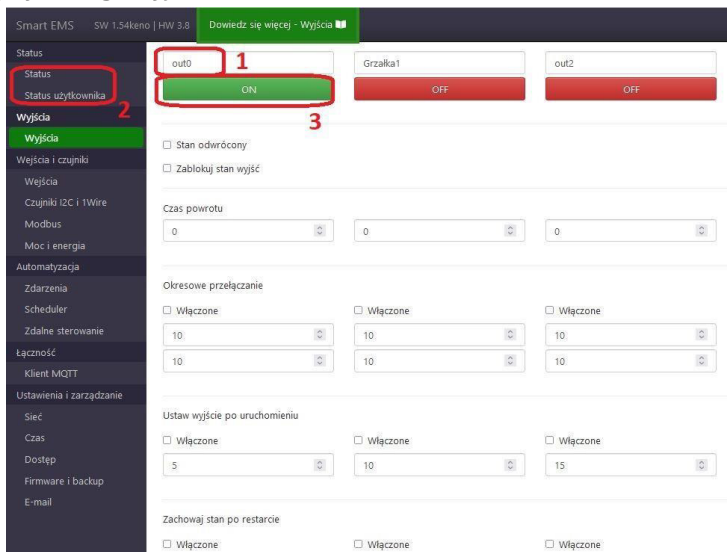 Smart EMS SW 1.54keno | HW 3.8 Dowiedz się więcej - Wyjścia
Status
Status
Status użytkownika
2
Wyjścia
Wyjścia
Wejścia i czujniki
Wejścia
Czujniki I2C i 1Wire
Modbus
Moc i energia
Automatyzacja
Zdarzenia
Scheduler
Zdalne sterowanie
Łączność
Klient MQTT
Ustawienia i zarządzanie
Sieć
Czas
Dostęp
Firmware i backup
E-mail
out0 1 Grzałka1 out2
ON OFF OFF
3
Stan odwrócony
Zablokuj stan wyjść
Czas powrotu
0 0 0
Okresowe przełączanie
Włączone Włączone Włączone
10 10 10
10 10 10
Ustaw wyjście po uruchomieniu
Włączone Włączone Włączone
5 10 15
Zachowaj stan po restarcie
Włączone Włączone Włączone